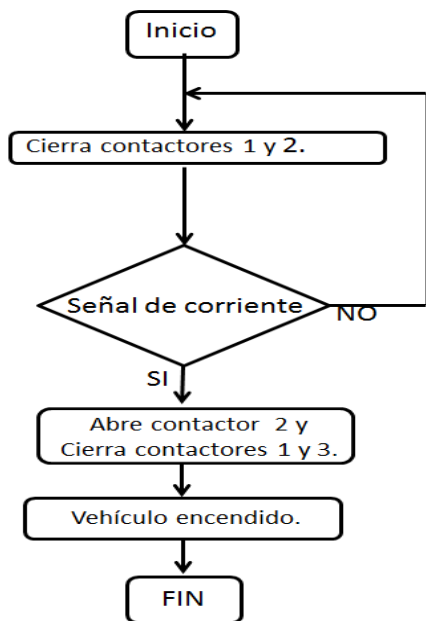 Inicio
Cierra contactores 1 y 2.
Señal de corriente
NO
SI
Abre contactor 2 y
Cierra contactores 1 y 3.
Vehículo encendido.
FIN